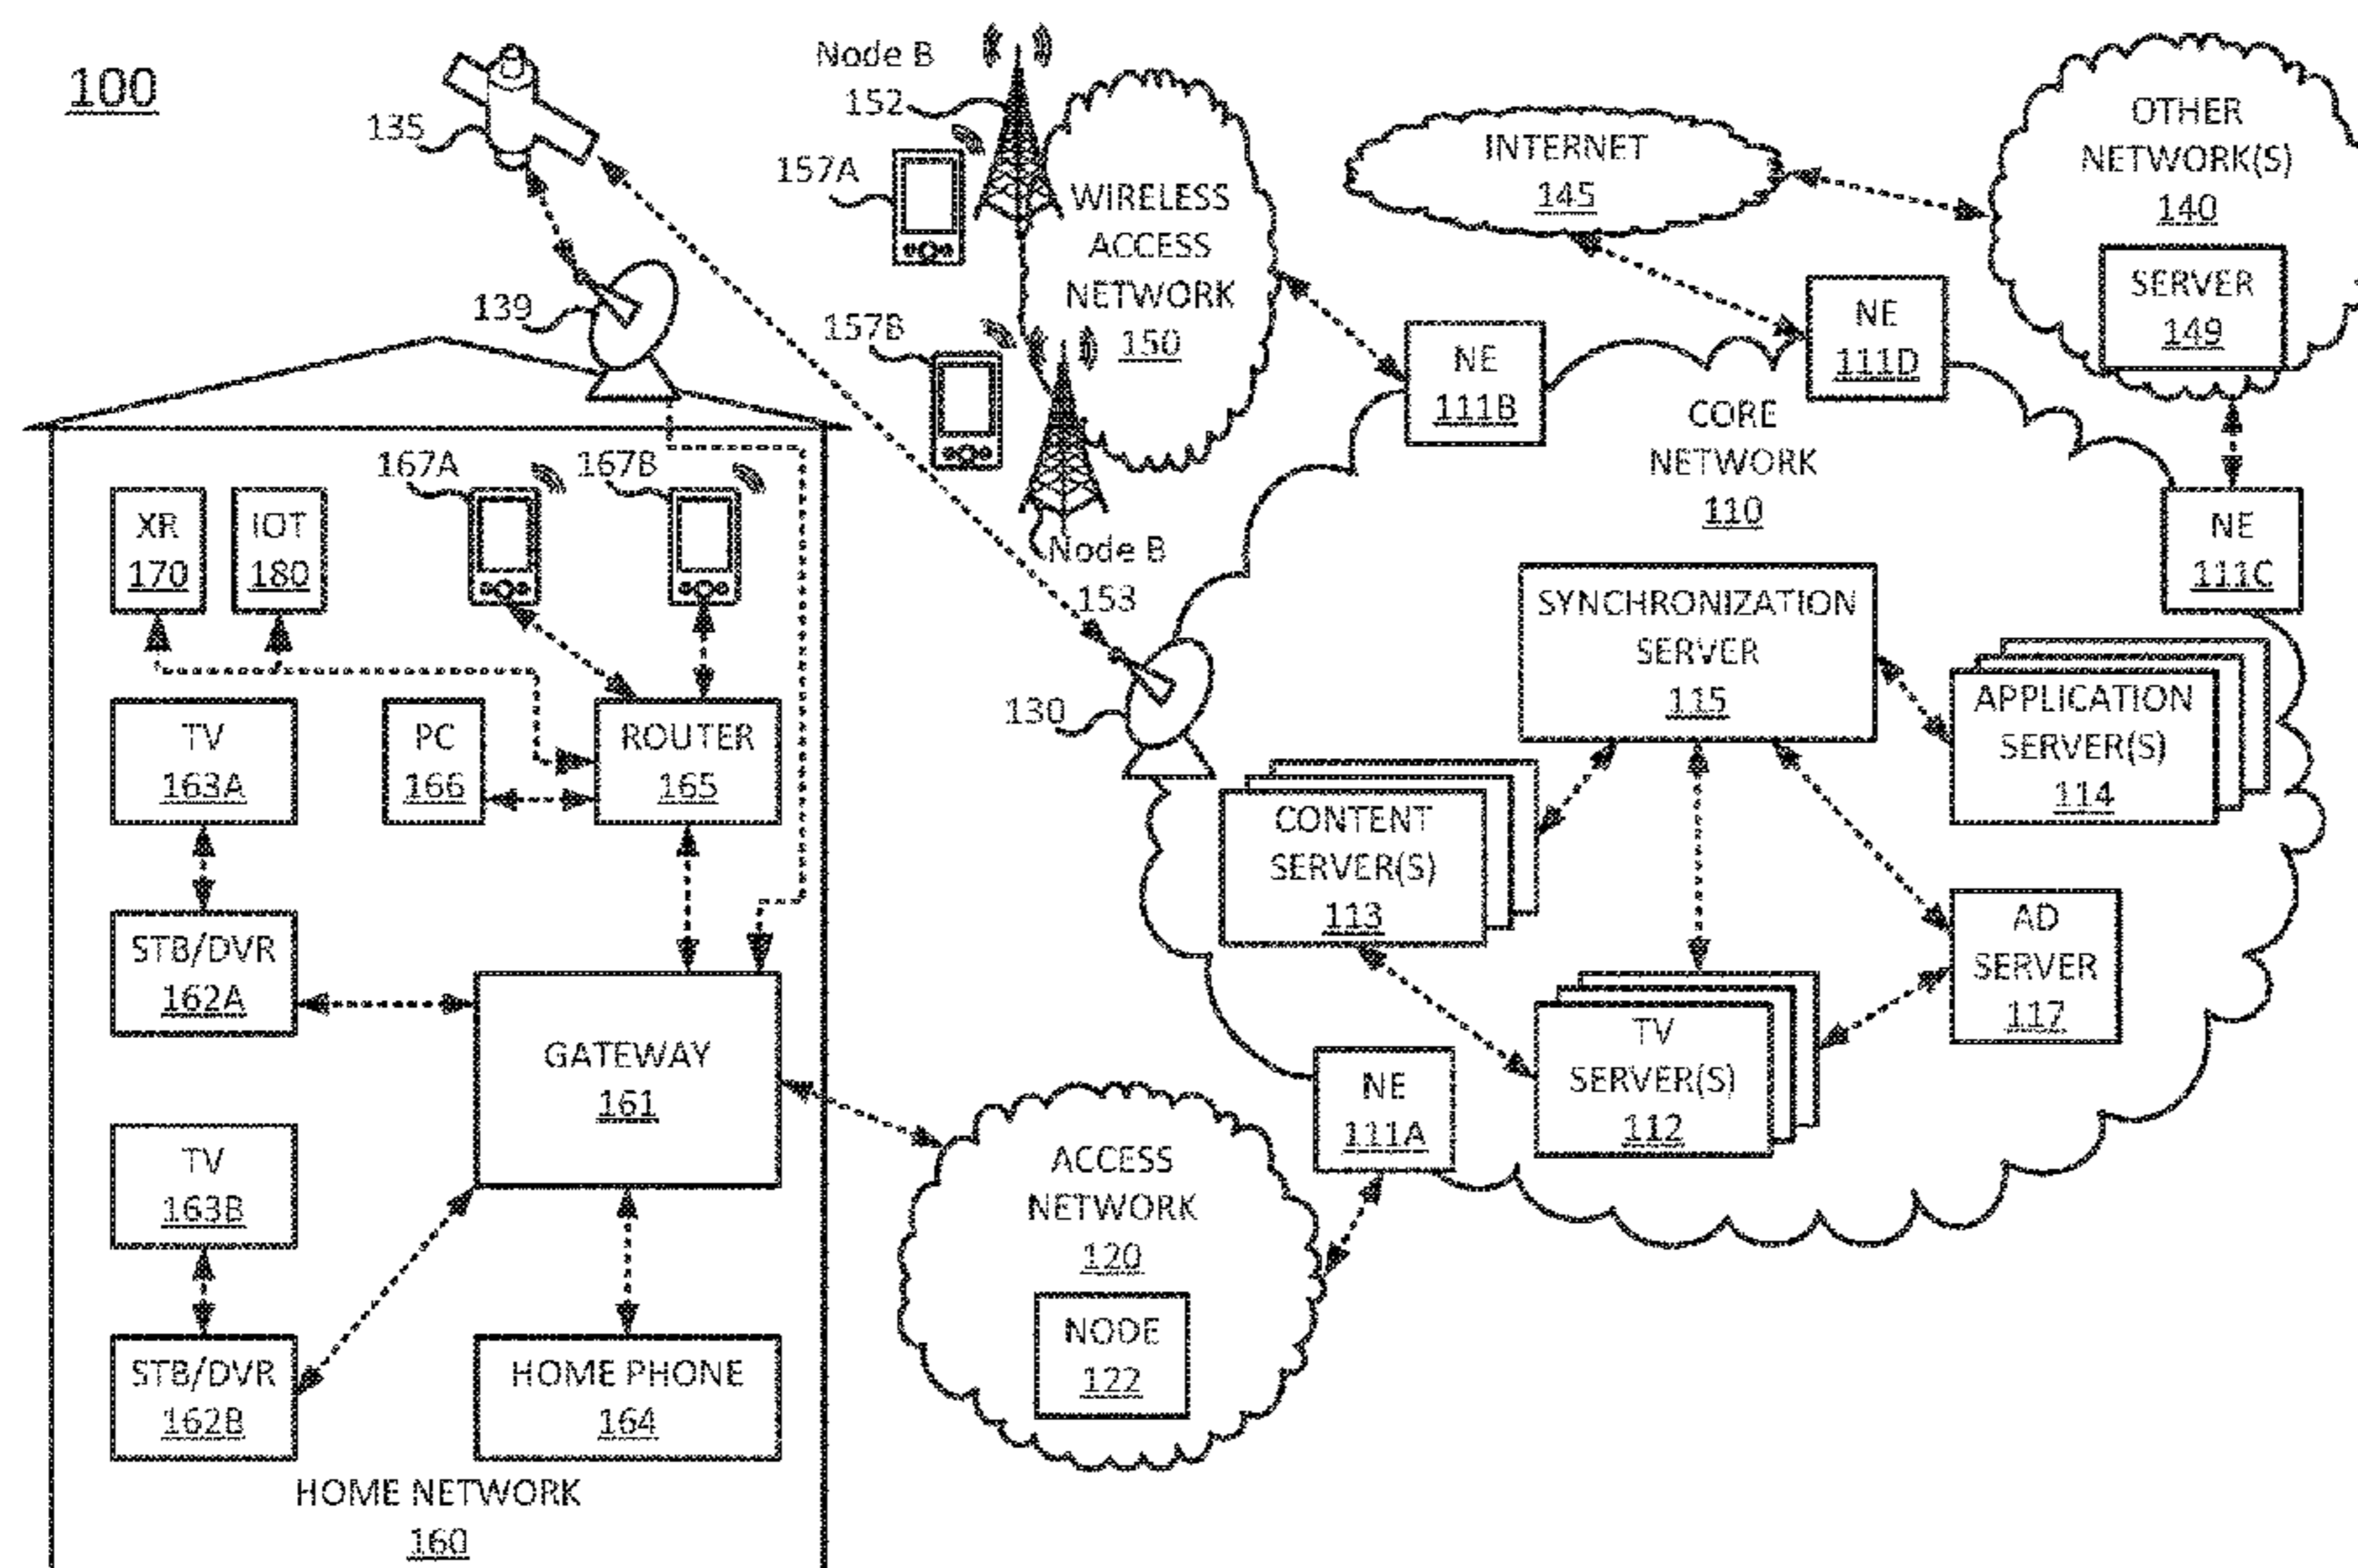 100
135
139
Node B
152
157A
157B
WIRELESS
ACCESS
NETWORK
150
Node B
153
INTERNET
145
OTHER
NETWORK(S)
140
SERVER
149
NE
111B
NE
111D
NE
111C
CORE
NETWORK
110
SYNCHRONIZATION
SERVER
115
APPLICATION
SERVER(S)
114
130
CONTENT
SERVER(S)
113
AD
SERVER
117
TV
SERVER(S)
112
NE
111A
ACCESS
NETWORK
120
NODE
122
167A
167B
XR
170
IOT
180
TV
163A
PC
166
ROUTER
165
STB/DVR
162A
GATEWAY
161
TV
163B
STB/DVR
162B
HOME PHONE
164
HOME NETWORK
160